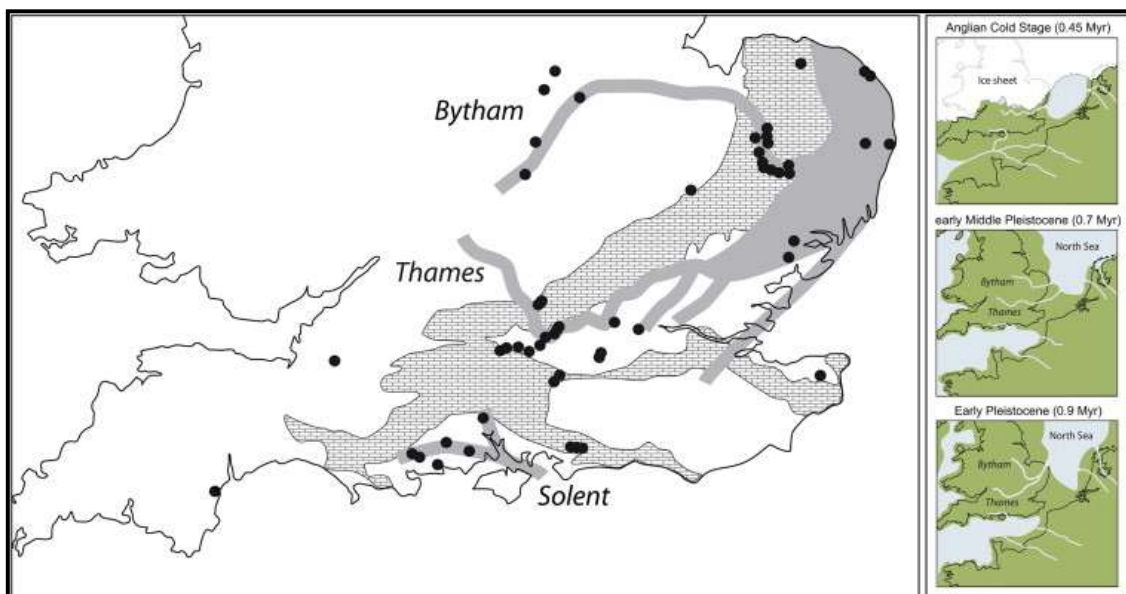 Bytham
Thames
Solent
Anglian Cold Stage (0.45 Myr)
Ice sheet
early Middle Pleistocene (0.7 Myr)
North Sea
Bytham
Thames
Early Pleistocene (0.9 Myr)
North Sea
Bytham
Thames